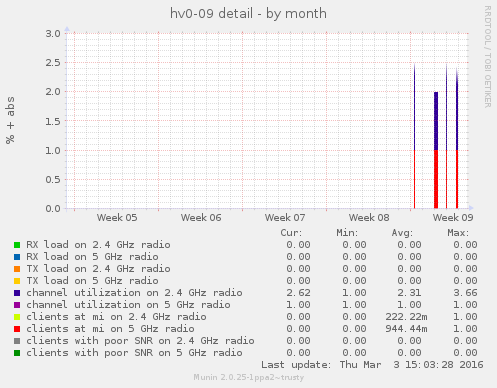 hv0-09 detail - by month
RRDTOOL / TOBI OETIKER
% + abs
3.0
2.5
2.0
1.5
1.0
0.5
0.0
Week 05 Week 06 Week 07 Week 08 Week 09
Cur: Min: Avg: Max:
RX load on 2.4 GHz radio 0.00 0.00 0.00 0.00
RX load on 5 GHz radio 0.00 0.00 0.00 0.00
TX load on 2.4 GHz radio 0.00 0.00 0.00 0.00
TX load on 5 GHz radio 0.00 0.00 0.00 0.00
channel utilization on 2.4 GHz radio 2.62 1.00 2.31 3.66
channel utilization on 5 GHz radio 1.00 1.00 1.00 1.00
clients at mi on 2.4 GHz radio 0.00 0.00 222.22m 1.00
clients at mi on 5 GHz radio 0.00 0.00 944.44m 1.00
clients with poor SNR on 2.4 GHz radio 0.00 0.00 0.00 0.00
clients with poor SNR on 5 GHz radio 0.00 0.00 0.00 0.00
Last update: Thu Mar 3 15:03:28 2016
Munin 2.0.25-1ppa2~trusty